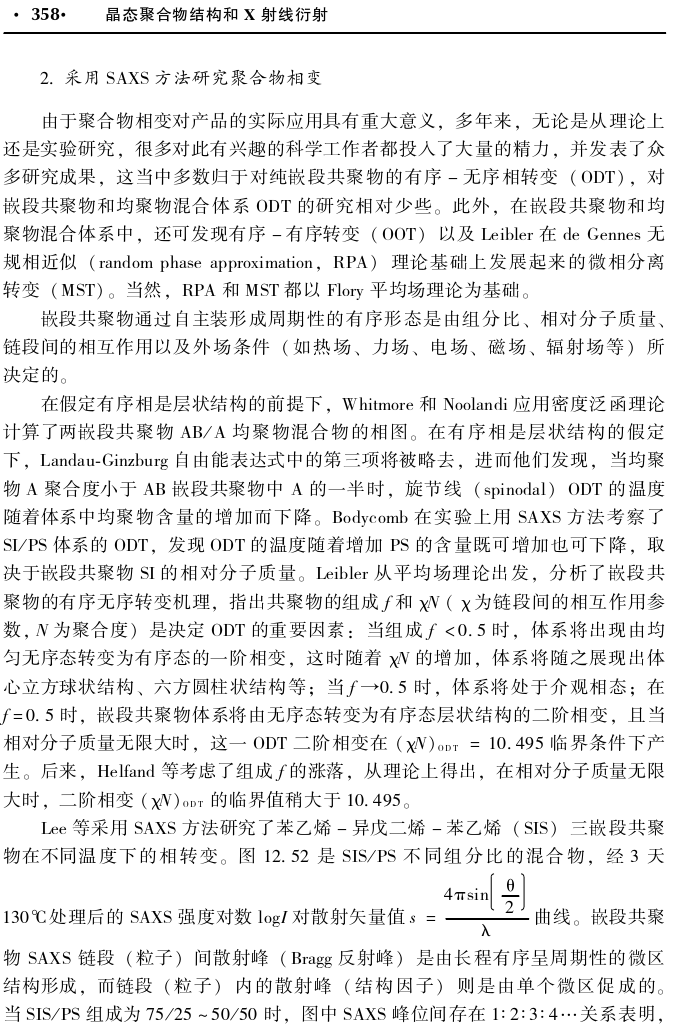 · 358· 晶态聚合物结构和 X 射线衍射
2. 采用 SAXS 方法研究聚合物相变
由于聚合物相变对产品的实际应用具有重大意义，多年来，无论是从理论上
还是实验研究，很多对此有兴趣的科学工作者都投入了大量的精力，并发表了众
多研究成果，这当中多数归于对纯嵌段共聚物的有序－无序相转变（ODT），对
嵌段共聚物和均聚物混合体系 ODT 的研究相对少些。此外，在嵌段共聚物和均
聚物混合体系中，还可发现有序－有序转变（OOT）以及 Leibler 在 de Gennes 无
规相近似（random phase approximation，RPA）理论基础上发展起来的微相分离
转变（MST）。当然，RPA 和 MST 都以 Flory 平均场理论为基础。
嵌段共聚物通过自主装形成周期性的有序形态是由组分比、相对分子质量、
链段间的相互作用以及外场条件（如热场、力场、电场、磁场、辐射场等）所
决定的。
在假定有序相是层状结构的前提下，Whitmore 和 Noolandi 应用密度泛函理论
计算了两嵌段共聚物 AB/A 均聚物混合物的相图。在有序相是层状结构的假定
下，Landau-Ginzburg 自由能表达式中的第三项将被略去，进而他们发现，当均聚
物 A 聚合度小于 AB 嵌段共聚物中 A 的一半时，旋节线（spinodal）ODT 的温度
随着体系中均聚物含量的增加而下降。Bodycomb 在实验上用 SAXS 方法考察了
SI/PS 体系的 ODT，发现 ODT 的温度随着增加 PS 的含量既可增加也可下降，取
决于嵌段共聚物 SI 的相对分子质量。Leibler 从平均场理论出发，分析了嵌段共
聚物的有序无序转变机理，指出共聚物的组成 f 和 χN（χ 为链段间的相互作用参
数，N 为聚合度）是决定 ODT 的重要因素：当组成 f <0.5 时，体系将出现由均
匀无序态转变为有序态的一阶相变，这时随着 χN 的增加，体系将随之展现出体
心立方球状结构、六方圆柱状结构等；当 f→0.5 时，体系将处于介观相态；在
f=0.5 时，嵌段共聚物体系将由无序态转变为有序态层状结构的二阶相变，且当
相对分子质量无限大时，这一 ODT 二阶相变在 (χN)ODT = 10.495 临界条件下产
生。后来，Helfand 等考虑了组成 f 的涨落，从理论上得出，在相对分子质量无限
大时，二阶相变 (χN)ODT 的临界值稍大于 10.495。
Lee 等采用 SAXS 方法研究了苯乙烯－异戊二烯－苯乙烯（SIS）三嵌段共聚
物在不同温度下的相转变。图 12.52 是 SIS/PS 不同组分比的混合物，经 3 天
130℃处理后的 SAXS 强度对数 logI 对散射矢量值 s = 4πsin(θ/2)/λ 曲线。嵌段共聚
物 SAXS 链段（粒子）间散射峰（Bragg 反射峰）是由长程有序呈周期性的微区
结构形成，而链段（粒子）内的散射峰（结构因子）则是由单个微区促成的。
当 SIS/PS 组成为 75/25 ~50/50 时，图中 SAXS 峰位间存在 1∶2∶3∶4…关系表明，